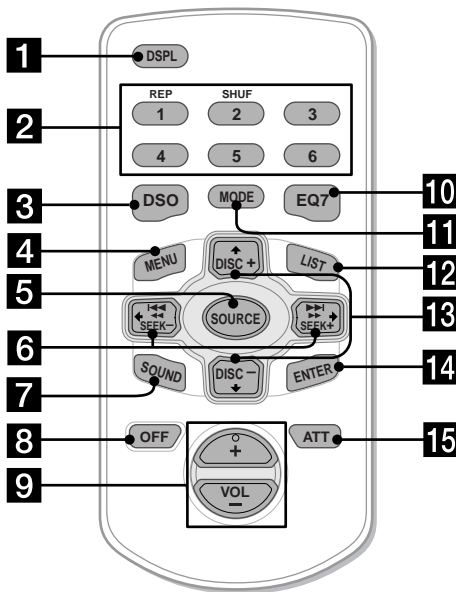 1 DSPL
REP SHUF
2 1 2 3
4 5 6
3 DSO MODE EQ7 10
11
4 MENU DISC + LIST 12
5 SOURCE 13
6 SEEK– SEEK+
7 SOUND DISC – ENTER 14
8 OFF ATT 15
9 +
VOL
–